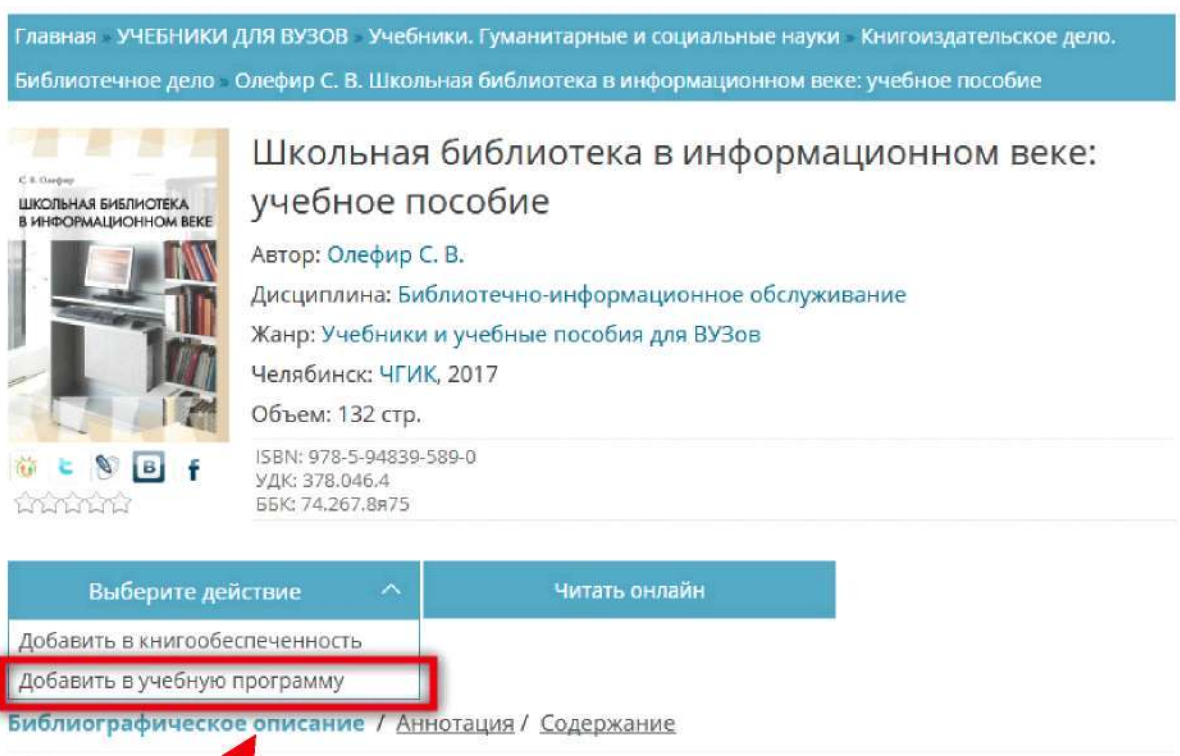 Главная » УЧЕБНИКИ ДЛЯ ВУЗОВ » Учебники. Гуманитарные и социальные науки » Книгоиздательское дело.
Библиотечное дело » Олефир С. В. Школьная библиотека в информационном веке: учебное пособие
С. В. Олефир
ШКОЛЬНАЯ БИБЛИОТЕКА
В ИНФОРМАЦИОННОМ ВЕКЕ
Школьная библиотека в информационном веке:
учебное пособие
Автор: Олефир С. В.
Дисциплина: Библиотечно-информационное обслуживание
Жанр: Учебники и учебные пособия для ВУЗов
Челябинск: ЧГИК, 2017
Объем: 132 стр.
ISBN: 978-5-94839-589-0
УДК: 378.046.4
ББК: 74.267.8я75
Выберите действие
Читать онлайн
Добавить в книгообеспеченность
Добавить в учебную программу
Библиографическое описание / Аннотация / Содержание